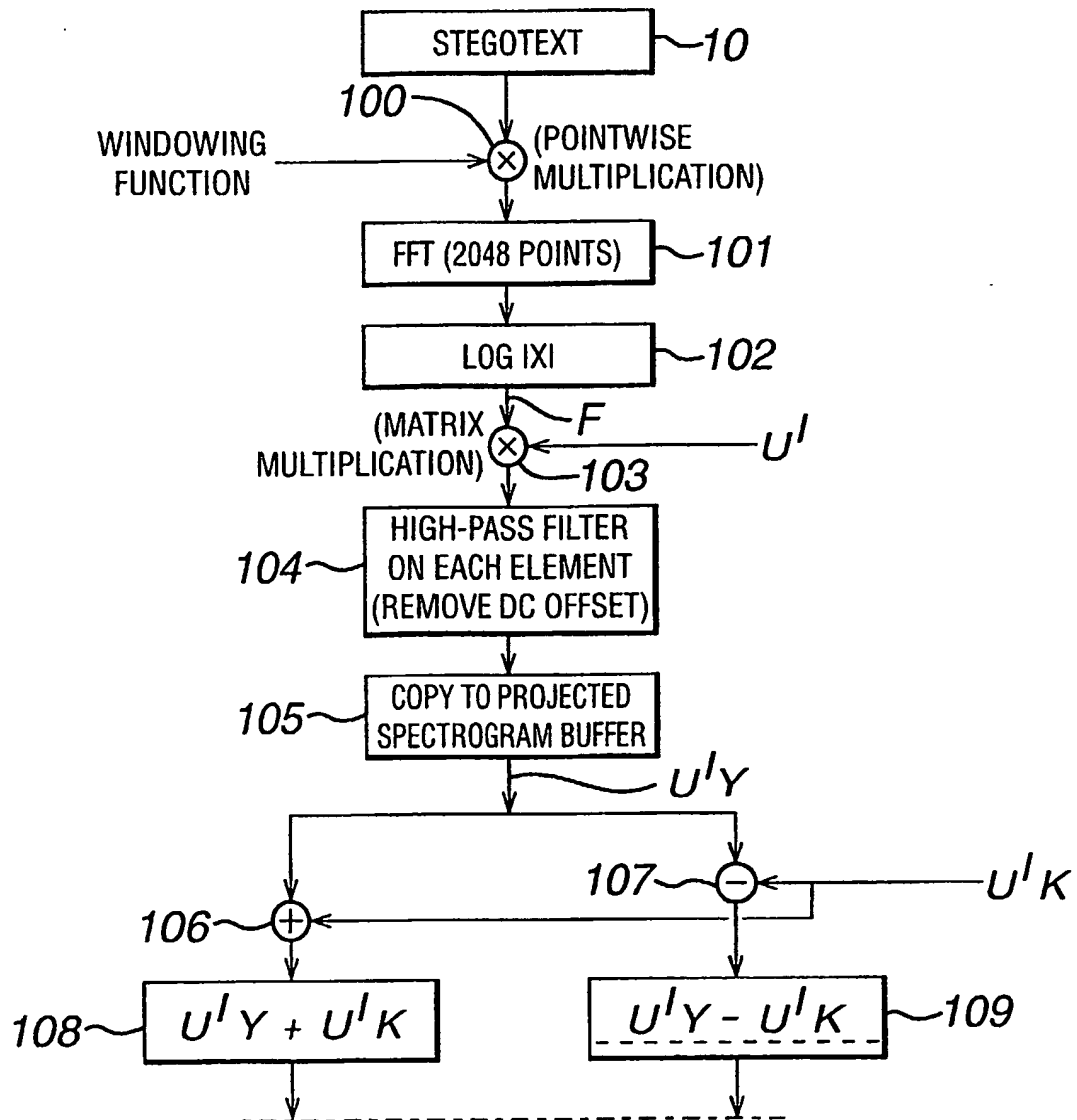 STEGOTEXT
10
100
WINDOWING
FUNCTION
×
(POINTWISE
MULTIPLICATION)
FFT (2048 POINTS)
101
LOG IXI
102
F
(MATRIX
MULTIPLICATION)
×
U^I
103
HIGH-PASS FILTER
ON EACH ELEMENT
(REMOVE DC OFFSET)
104
COPY TO PROJECTED
SPECTROGRAM BUFFER
105
U^I Y
107
−
U^I K
106
+
108
U^I Y + U^I K
U^I Y - U^I K
109